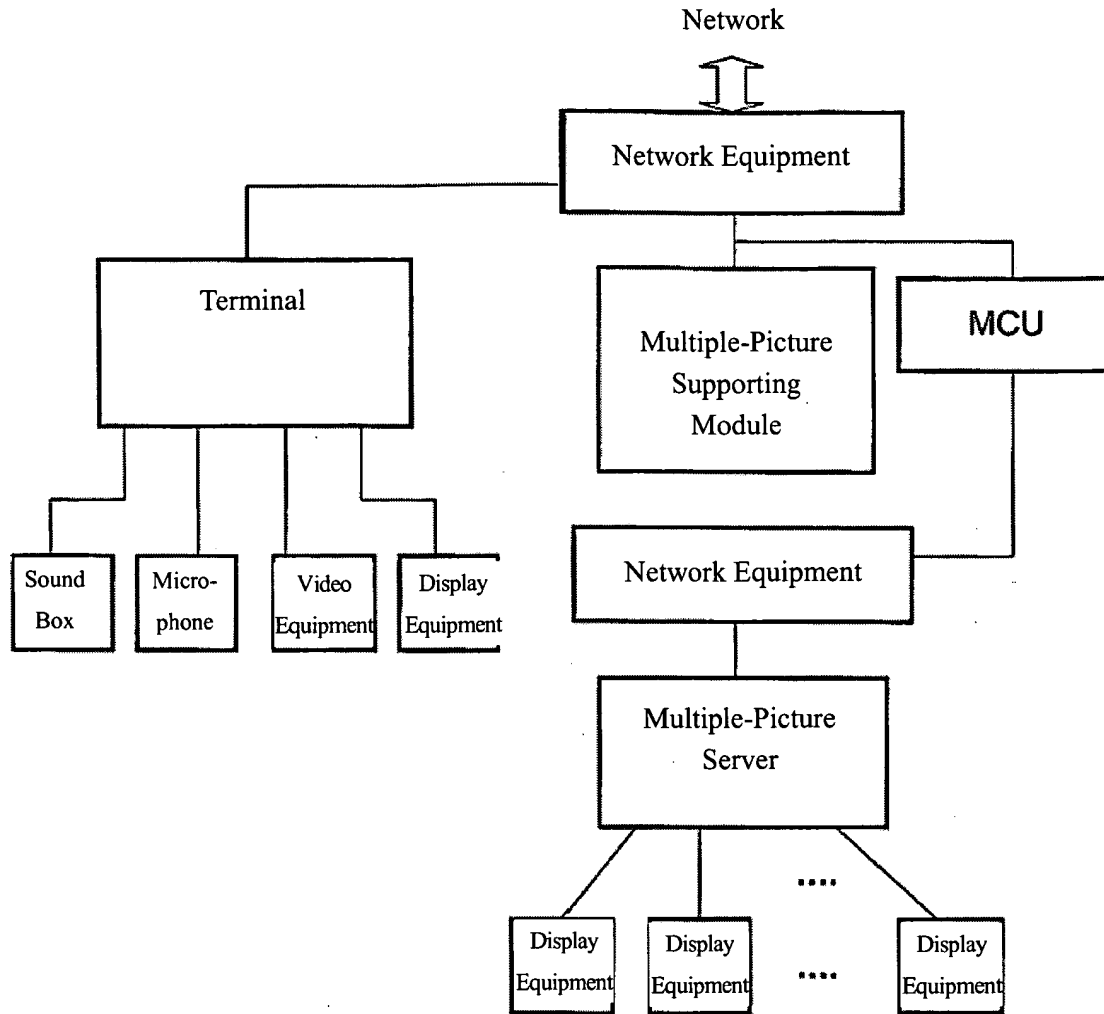 Network
Network Equipment
Terminal
Multiple-Picture
Supporting
Module
MCU
Sound
Box
Micro-
phone
Video
Equipment
Display
Equipment
Network Equipment
Multiple-Picture
Server
....
Display
Equipment
Display
Equipment
....
Display
Equipment